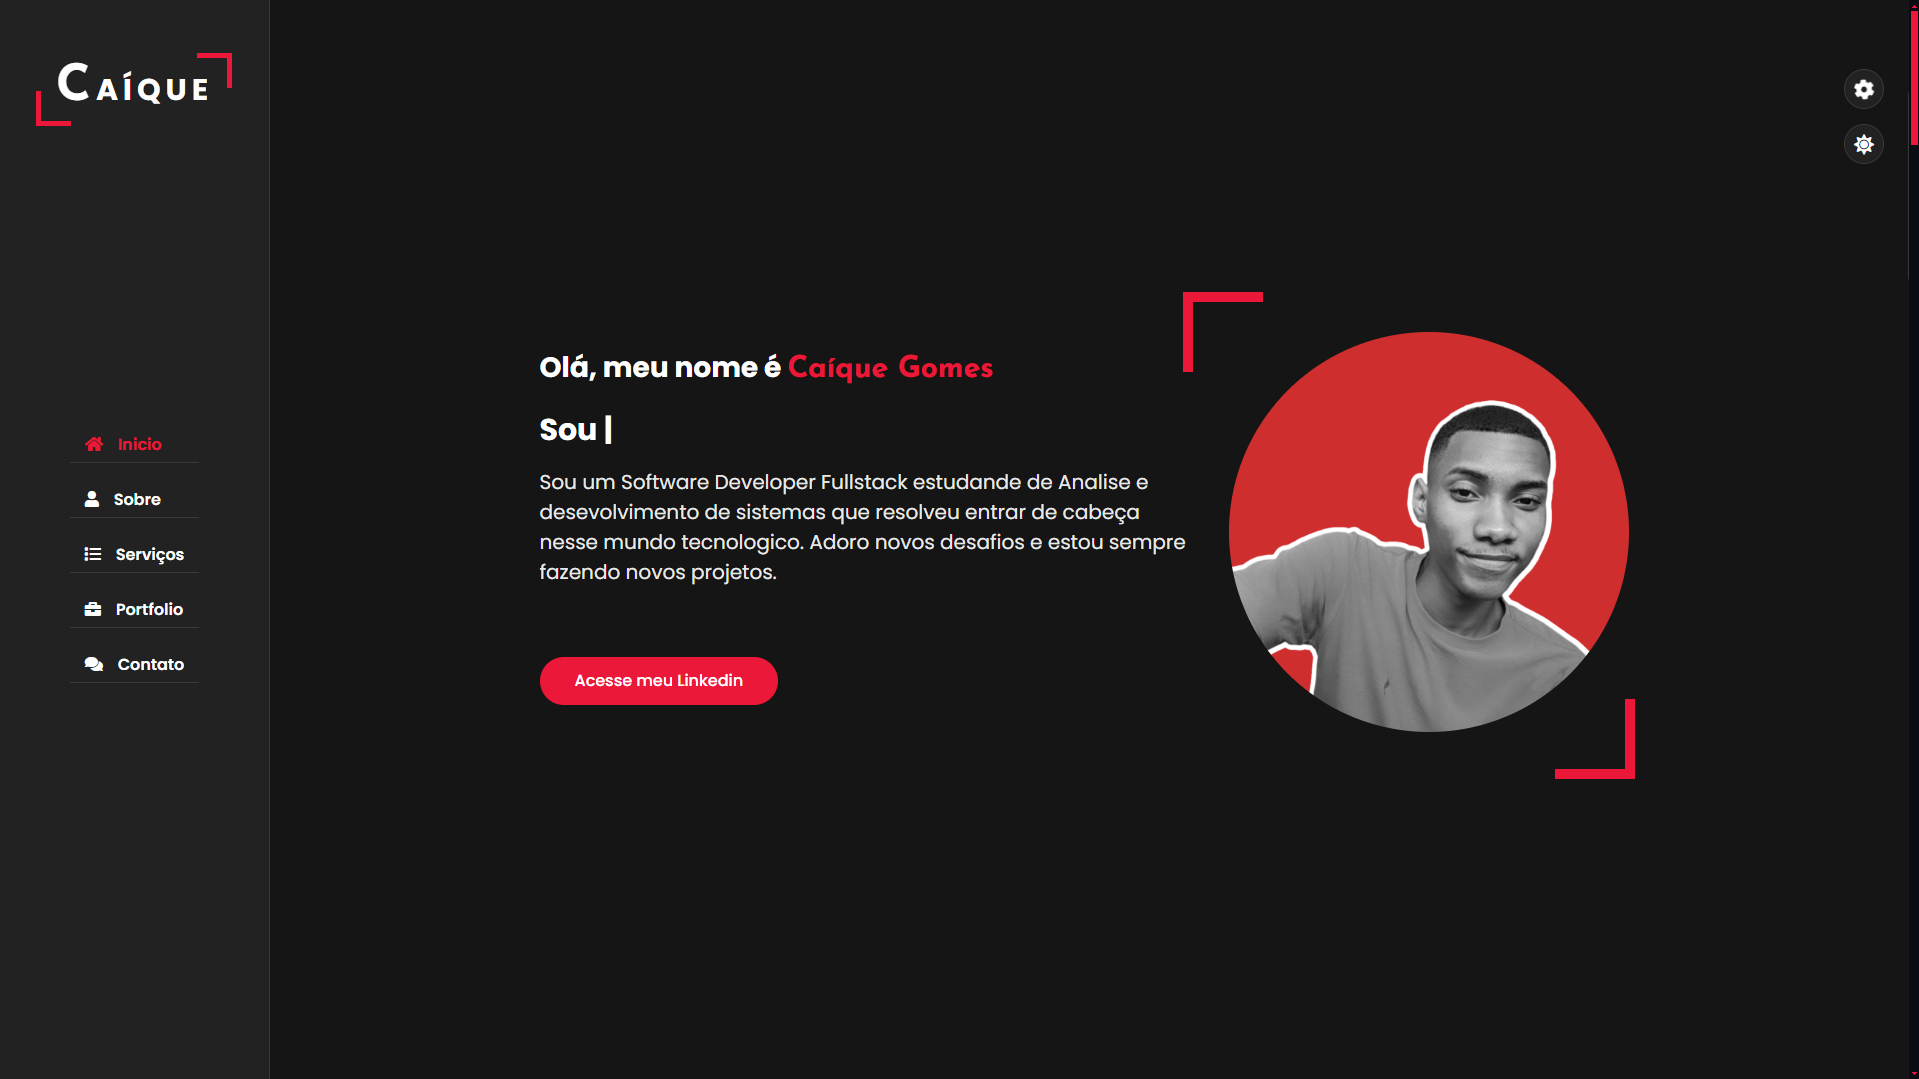 Caíque
Inicio
Sobre
Serviços
Portfolio
Contato
Olá, meu nome é Caíque Gomes
Sou |
Sou um Software Developer Fullstack estudande de Analise e
desevolvimento de sistemas que resolveu entrar de cabeça
nesse mundo tecnologico. Adoro novos desafios e estou sempre
fazendo novos projetos.
Acesse meu Linkedin